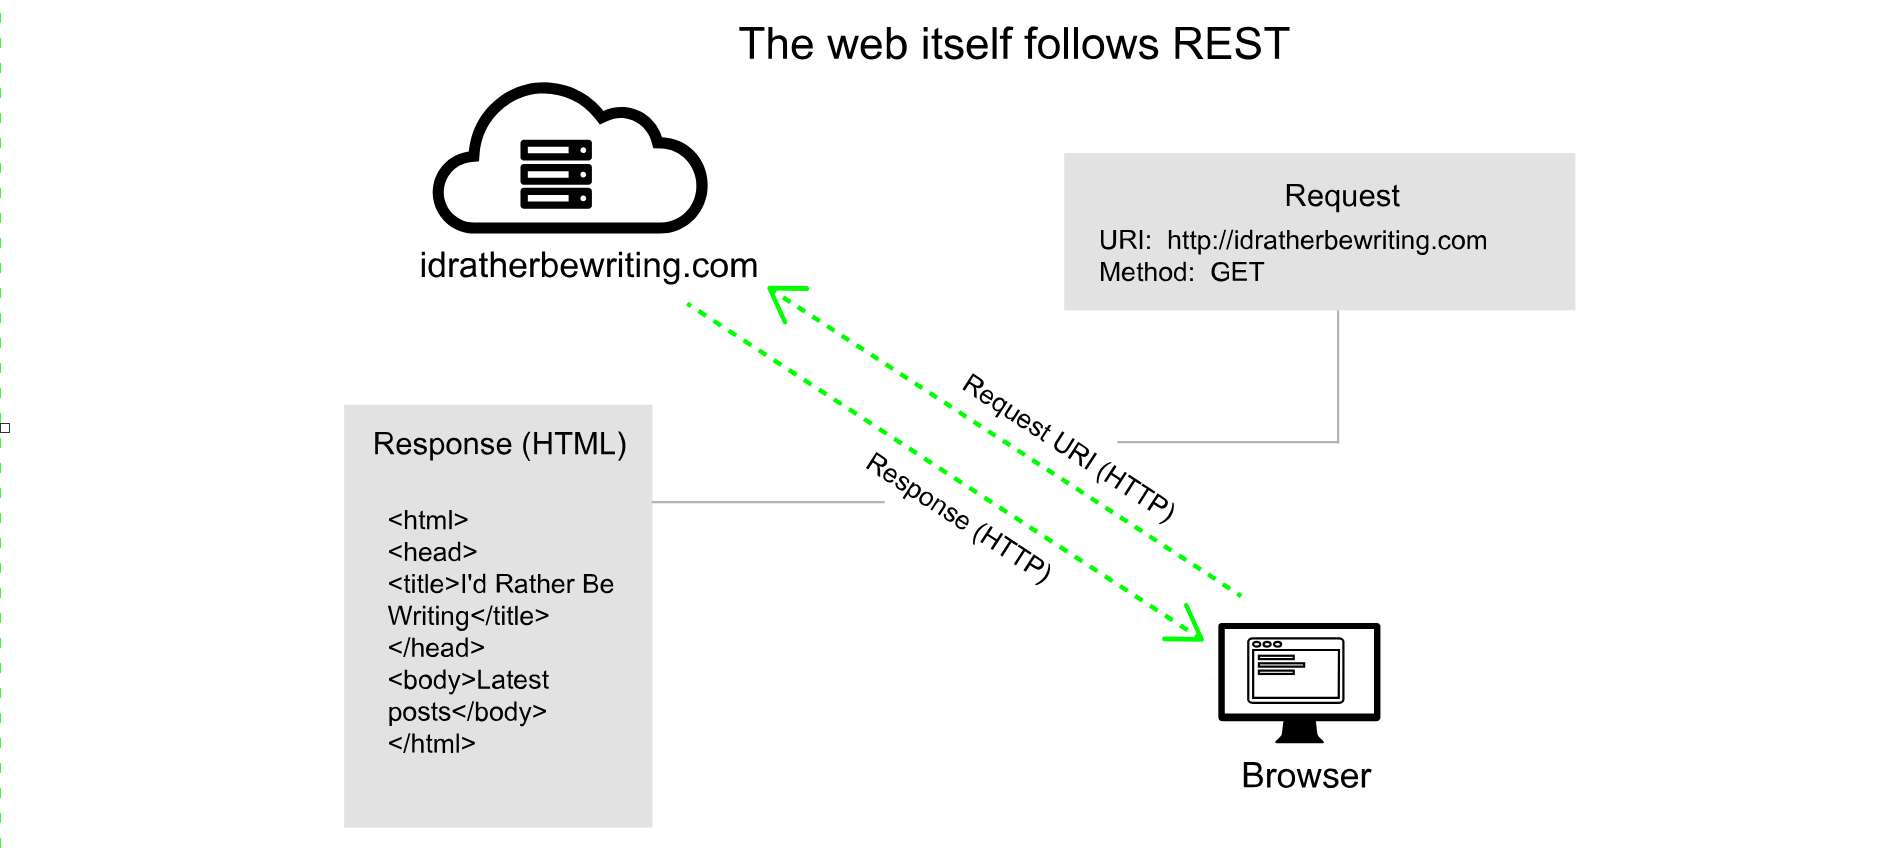 The web itself follows REST
idratherbewriting.com
Request
URI:  http://idratherbewriting.com
Method:  GET
Request URI (HTTP)
Response (HTTP)
Response (HTML)
<html>
<head>
<title>I'd Rather Be
Writing</title>
</head>
<body>Latest
posts</body>
</html>
Browser